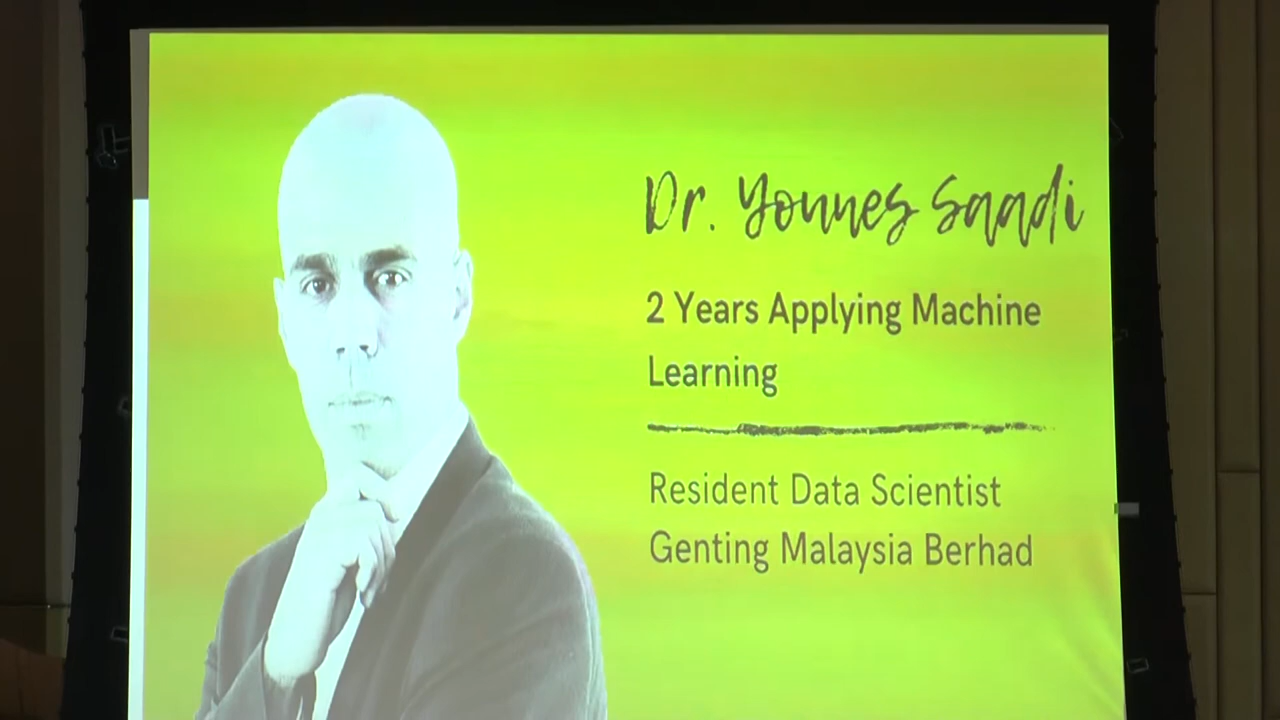 Dr. Younes Saadi
2 Years Applying Machine
Learning
Resident Data Scientist
Genting Malaysia Berhad